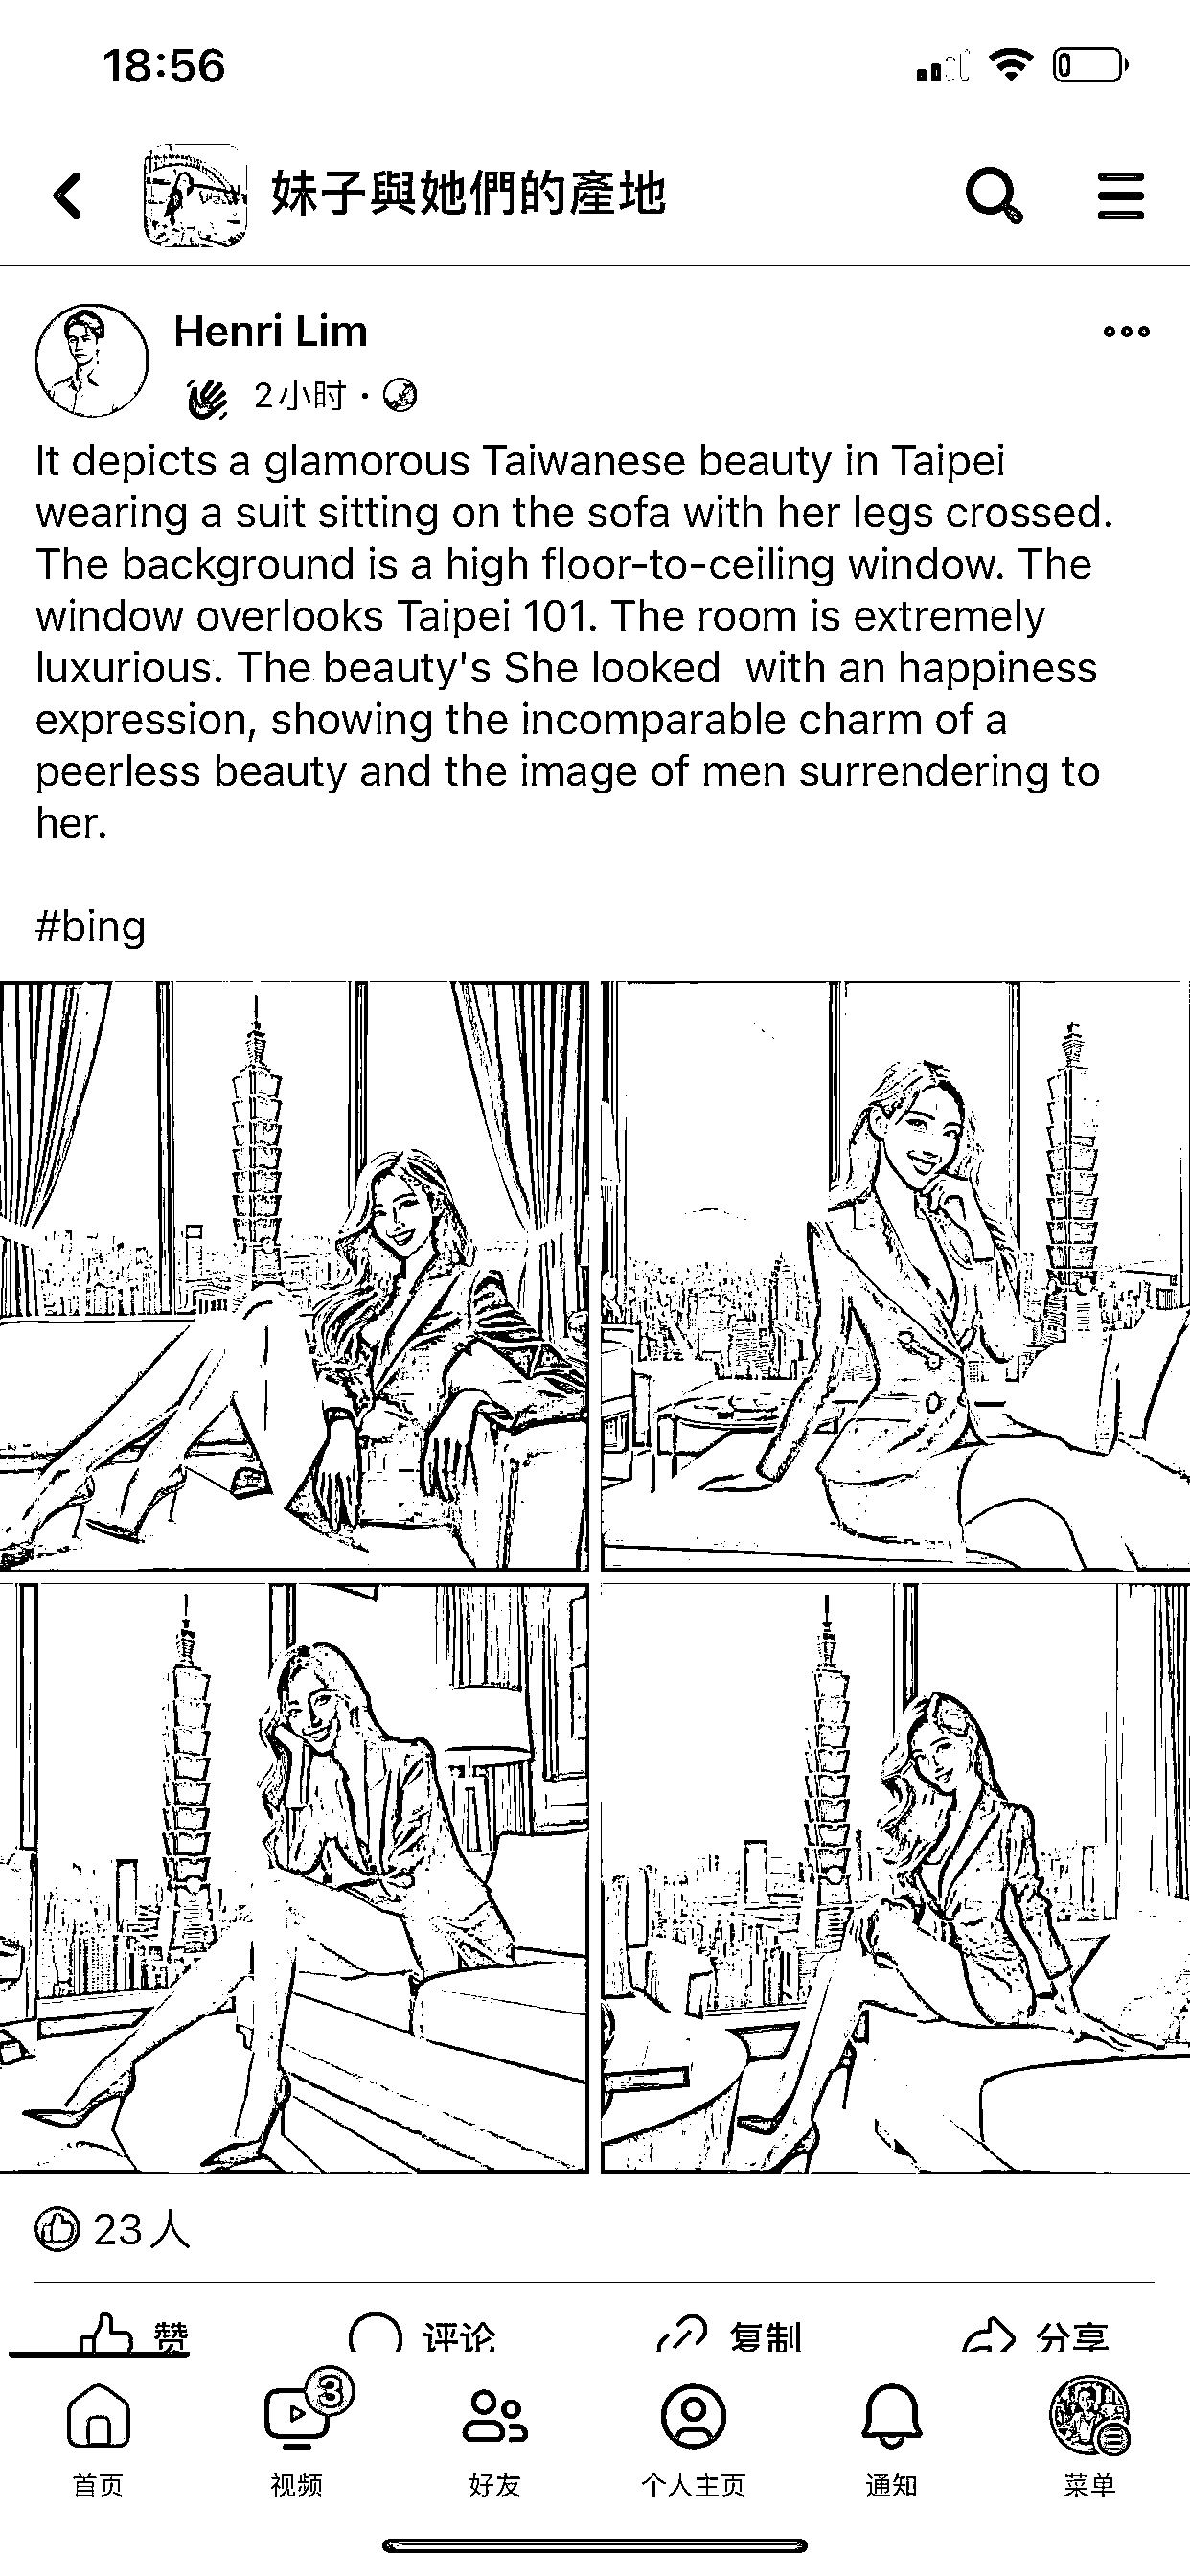 18:56
妹子與她們的產地
Henri Lim
2小时 ·
It depicts a glamorous Taiwanese beauty in Taipei
wearing a suit sitting on the sofa with her legs crossed.
The background is a high floor-to-ceiling window. The
window overlooks Taipei 101. The room is extremely
luxurious. The beauty's She looked  with an happiness
expression, showing the incomparable charm of a
peerless beauty and the image of men surrendering to
her.
#bing
23人
赞 评论 复制 分享
3
首页 视频 好友 个人主页 通知 菜单